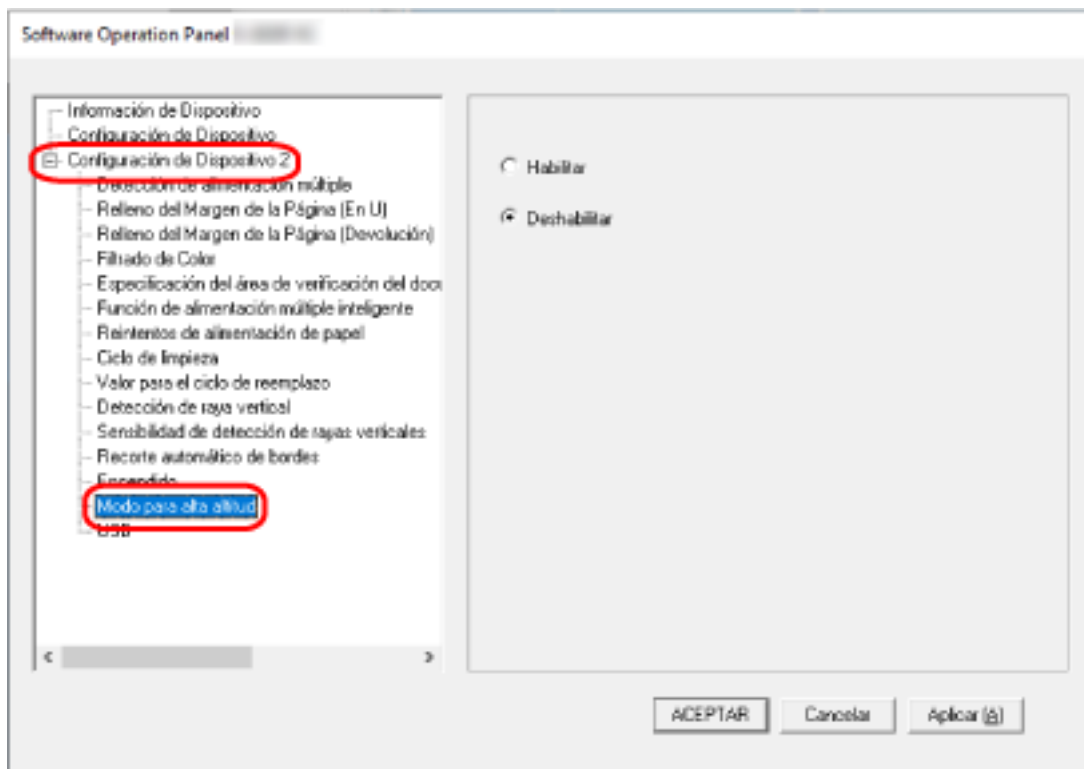 Software Operation Panel
Información de Dispositivo
Configuración de Dispositivo
Configuración de Dispositivo 2
Detección de alimentación múltiple
Relleno del Margen de la Página (En U)
Relleno del Margen de la Página (Devolución)
Filtrado de Color
Especificación del área de verificación del docu
Función de alimentación múltiple inteligente
Reintentos de alimentación de papel
Ciclo de limpieza
Valor para el ciclo de reemplazo
Detección de raya vertical
Sensibilidad de detección de rayas verticales
Recorte automático de bordes
Encendido
Modo para alta altitud
USB
Habilitar
Deshabilitar
ACEPTAR
Cancelar
Aplicar (A)